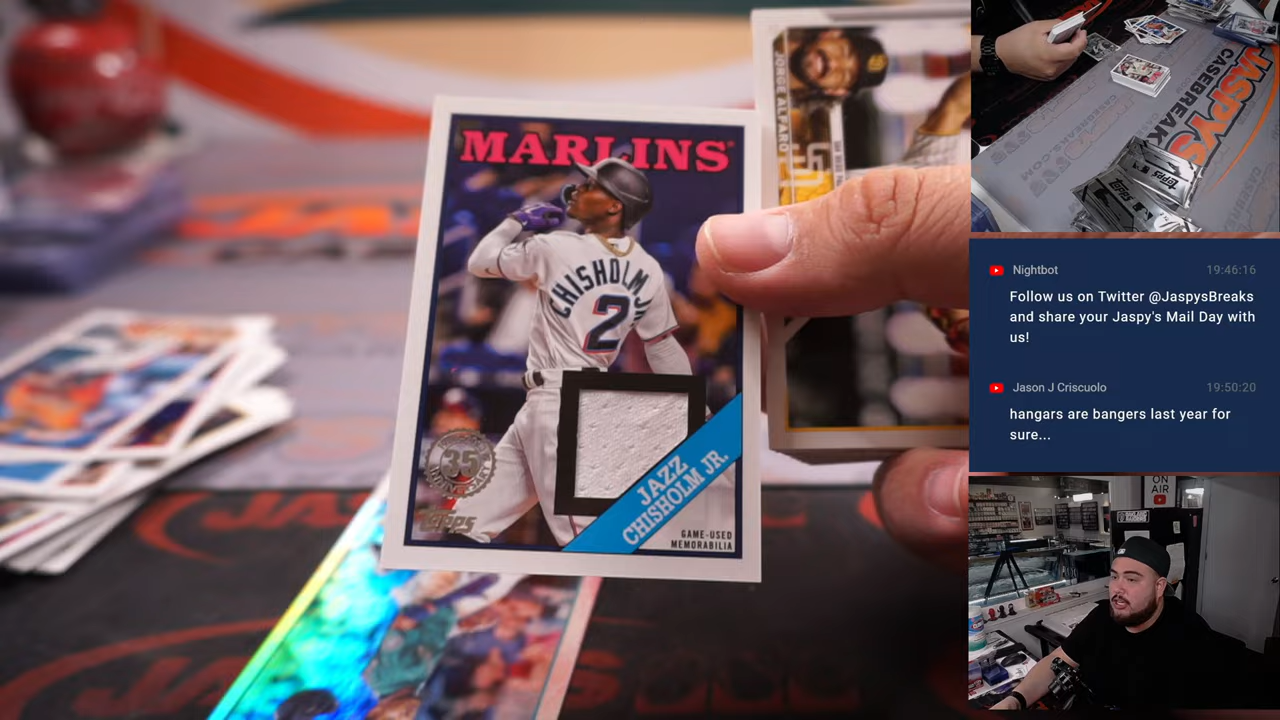 MARLINS
CHISHOLM JR.
2
35
TOPPS
JAZZ
CHISHOLM JR.
GAME-USED
MEMORABILIA
JORGE ALFARO
JASPYS
CASEBREAKS
TOPPS
Nightbot
19:46:16
Follow us on Twitter @JaspysBreaks
and share your Jaspy's Mail Day with
us!
Jason J Criscuolo
19:50:20
hangars are bangers last year for
sure...
ON
AIR